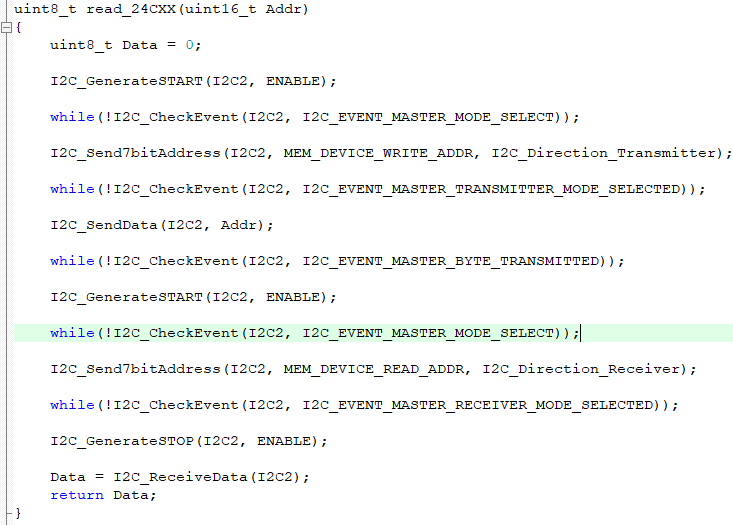 uint8_t read_24CXX(uint16_t Addr)
{
uint8_t Data = 0;
I2C_GenerateSTART(I2C2, ENABLE);
while(!I2C_CheckEvent(I2C2, I2C_EVENT_MASTER_MODE_SELECT));
I2C_Send7bitAddress(I2C2, MEM_DEVICE_WRITE_ADDR, I2C_Direction_Transmitter);
while(!I2C_CheckEvent(I2C2, I2C_EVENT_MASTER_TRANSMITTER_MODE_SELECTED));
I2C_SendData(I2C2, Addr);
while(!I2C_CheckEvent(I2C2, I2C_EVENT_MASTER_BYTE_TRANSMITTED));
I2C_GenerateSTART(I2C2, ENABLE);
while(!I2C_CheckEvent(I2C2, I2C_EVENT_MASTER_MODE_SELECT));
I2C_Send7bitAddress(I2C2, MEM_DEVICE_READ_ADDR, I2C_Direction_Receiver);
while(!I2C_CheckEvent(I2C2, I2C_EVENT_MASTER_RECEIVER_MODE_SELECTED));
I2C_GenerateSTOP(I2C2, ENABLE);
Data = I2C_ReceiveData(I2C2);
return Data;
}